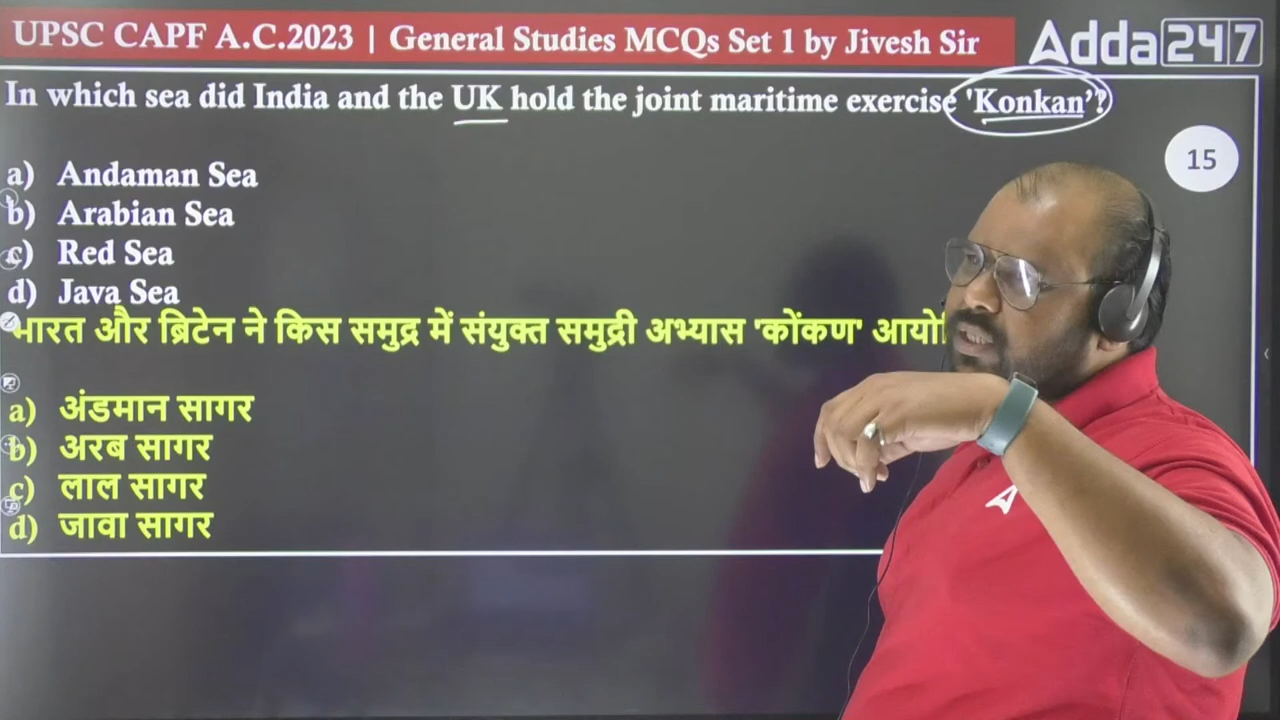 UPSC CAPF A.C.2023 | General Studies MCQs Set 1 by Jivesh Sir
Adda247
In which sea did India and the UK hold the joint maritime exercise 'Konkan'?
15
a) Andaman Sea
b) Arabian Sea
c) Red Sea
d) Java Sea
भारत और ब्रिटेन ने किस समुद्र में संयुक्त समुद्री अभ्यास 'कोंकण'
a) अंडमान सागर
b) अरब सागर
c) लाल सागर
d) जावा सागर